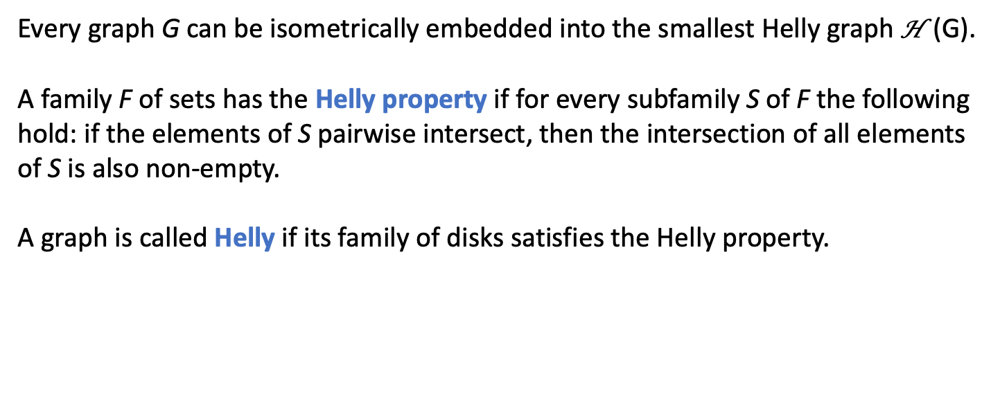 Every graph G can be isometrically embedded into the smallest Helly graph ℋ (G).
A family F of sets has the Helly property if for every subfamily S of F the following
hold: if the elements of S pairwise intersect, then the intersection of all elements
of S is also non-empty.
A graph is called Helly if its family of disks satisfies the Helly property.